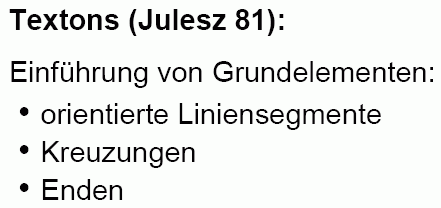 Textons (Julesz 81):
Einführung von Grundelementen:
• orientierte Liniensegmente
• Kreuzungen
• Enden